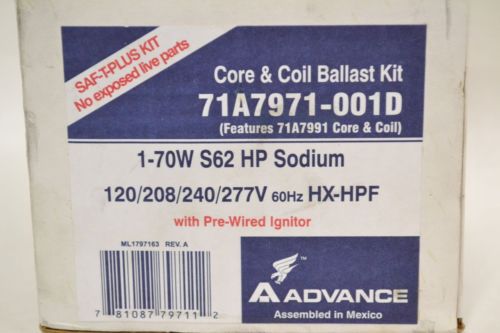 SAF-T-PLUS KIT
No exposed live parts
Core & Coil Ballast Kit
71A7971-001D
(Features 71A7991 Core & Coil)
1-70W S62 HP Sodium
120/208/240/277V 60Hz HX-HPF
with Pre-Wired Ignitor
ML1797163 REV. A
7 81087 79711 2
ADVANCE
Assembled in Mexico